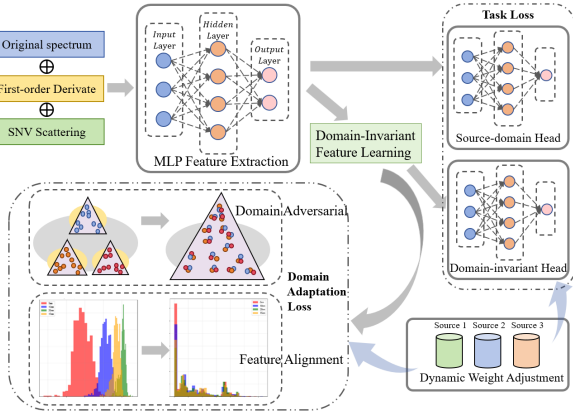 Original spectrum
First-order Derivate
SNV Scattering
Input
Layer
Hidden
Layer
Output
Layer
MLP Feature Extraction
Domain-Invariant
Feature Learning
Task Loss
Source-domain Head
Domain-invariant Head
Domain Adversarial
Domain
Adaptation
Loss
Feature Alignment
Source 1 Source 2 Source 3
Dynamic Weight Adjustment